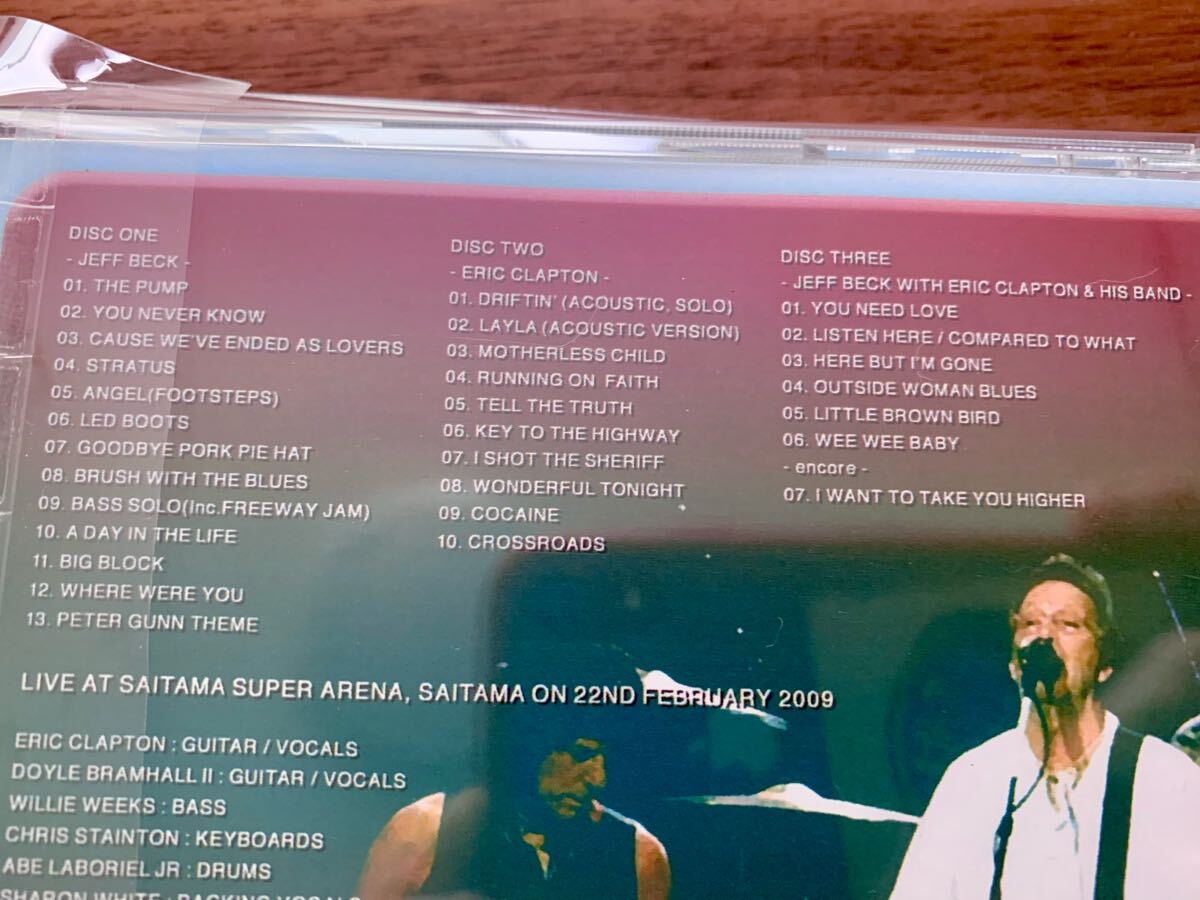 DISC ONE
- JEFF BECK -
01. THE PUMP
02. YOU NEVER KNOW
03. CAUSE WE'VE ENDED AS LOVERS
04. STRATUS
05. ANGEL(FOOTSTEPS)
06. LED BOOTS
07. GOODBYE PORK PIE HAT
08. BRUSH WITH THE BLUES
09. BASS SOLO(Inc.FREEWAY JAM)
10. A DAY IN THE LIFE
11. BIG BLOCK
12. WHERE WERE YOU
13. PETER GUNN THEME
DISC TWO
- ERIC CLAPTON -
01. DRIFTIN' (ACOUSTIC, SOLO)
02. LAYLA (ACOUSTIC VERSION)
03. MOTHERLESS CHILD
04. RUNNING ON FAITH
05. TELL THE TRUTH
06. KEY TO THE HIGHWAY
07. I SHOT THE SHERIFF
08. WONDERFUL TONIGHT
09. COCAINE
10. CROSSROADS
DISC THREE
- JEFF BECK WITH ERIC CLAPTON & HIS BAND -
01. YOU NEED LOVE
02. LISTEN HERE / COMPARED TO WHAT
03. HERE BUT I'M GONE
04. OUTSIDE WOMAN BLUES
05. LITTLE BROWN BIRD
06. WEE WEE BABY
- encore -
07. I WANT TO TAKE YOU HIGHER
LIVE AT SAITAMA SUPER ARENA, SAITAMA ON 22ND FEBRUARY 2009
ERIC CLAPTON : GUITAR / VOCALS
DOYLE BRAMHALL II : GUITAR / VOCALS
WILLIE WEEKS : BASS
CHRIS STAINTON : KEYBOARDS
ABE LABORIEL JR : DRUMS
SHARON WHITE : BACKING VOCALS